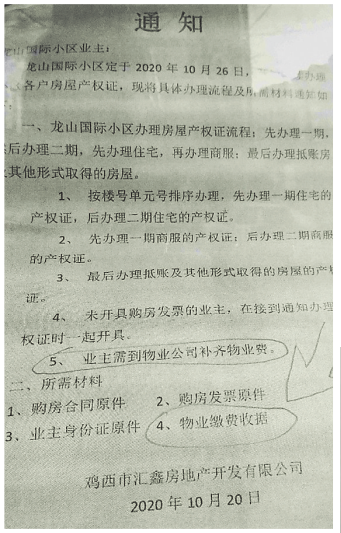 通知
龙山国际小区业主:
龙山国际小区定于 2020 年 10 月 26 日,
区各户房屋产权证,现将具体办理流程及所需材料通知如
一、龙山国际小区办理房屋产权证流程:先办理一期,
后办理二期,先办理住宅,再办理商服;最后办理抵账房
其他形式取得的房屋。
1、 按楼号单元号排序办理,先办理一期住宅的
产权证,后办理二期住宅的产权证。
2、 先办理一期商服的产权证;后办理二期商服
的产权证。
3、 最后办理抵账及其他形式取得的房屋的产权
证。
4、 未开具购房发票的业主,在接到通知办理
权证时一起开具。
5、 业主需到物业公司补齐物业费。
二、所需材料
1、购房合同原件 2、购房发票原件
3、业主身份证原件 4、物业缴费收据
鸡西市汇鑫房地产开发有限公司
2020 年 10 月 20 日